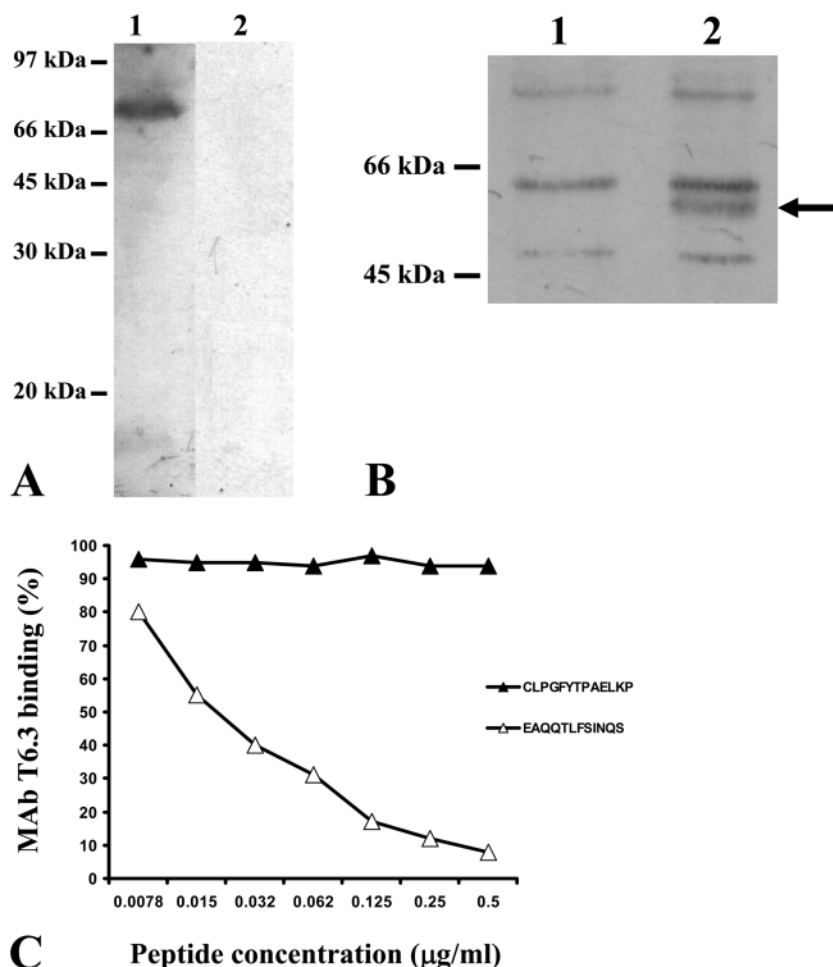 1
2
97 kDa
66 kDa
45 kDa
30 kDa
20 kDa
A
1
2
66 kDa
45 kDa
B
100
90
80
70
60
50
40
30
20
10
0
MAb T6.3 binding (%)
0.0078 0.015 0.032 0.062 0.125 0.25 0.5
CLPGFYTPAELKP
EAQQTLFSINQS
C
Peptide concentration (μg/ml)